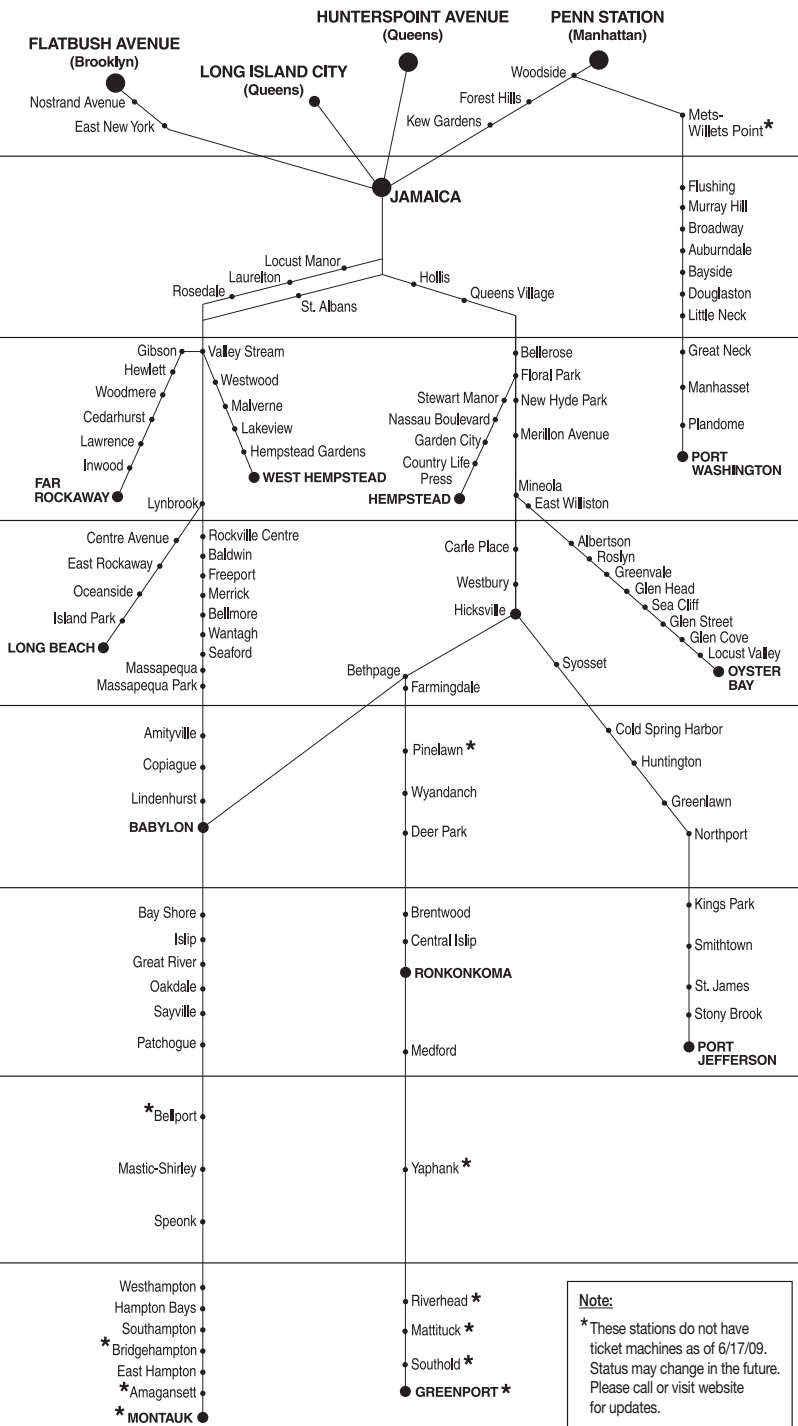 FLATBUSH AVENUE
(Brooklyn)
LONG ISLAND CITY
(Queens)
HUNTERSPOINT AVENUE
(Queens)
PENN STATION
(Manhattan)
Nostrand Avenue
East New York
Woodside
Forest Hills
Kew Gardens
Mets-
Willets Point*
JAMAICA
Flushing
Murray Hill
Broadway
Auburndale
Bayside
Douglaston
Little Neck
Locust Manor
Laurelton
Rosedale
St. Albans
Hollis
Queens Village
Gibson
Valley Stream
Hewlett
Woodmere
Cedarhurst
Lawrence
Inwood
FAR
ROCKAWAY
Westwood
Malverne
Lakeview
Hempstead Gardens
WEST HEMPSTEAD
Lynbrook
Bellerose
Floral Park
Stewart Manor
Nassau Boulevard
Garden City
Country Life
Press
HEMPSTEAD
New Hyde Park
Merillon Avenue
Mineola
East Williston
Great Neck
Manhasset
Plandome
PORT
WASHINGTON
Centre Avenue
East Rockaway
Oceanside
Island Park
LONG BEACH
Rockville Centre
Baldwin
Freeport
Merrick
Bellmore
Wantagh
Seaford
Massapequa
Massapequa Park
Carle Place
Westbury
Hicksville
Bethpage
Farmingdale
Syosset
Albertson
Roslyn
Greenvale
Glen Head
Sea Cliff
Glen Street
Glen Cove
Locust Valley
OYSTER
BAY
Amityville
Copiague
Lindenhurst
BABYLON
Pinelawn *
Wyandanch
Deer Park
Cold Spring Harbor
Huntington
Greenlawn
Northport
Bay Shore
Islip
Great River
Oakdale
Sayville
Patchogue
Brentwood
Central Islip
RONKONKOMA
Medford
Kings Park
Smithtown
St. James
Stony Brook
PORT
JEFFERSON
*Bellport
Mastic-Shirley
Speonk
Yaphank *
Westhampton
Hampton Bays
Southampton
*Bridgehampton
East Hampton
*Amagansett
* MONTAUK
Riverhead *
Mattituck *
Southold *
GREENPORT *
Note:
*These stations do not have
ticket machines as of 6/17/09.
Status may change in the future.
Please call or visit website
for updates.